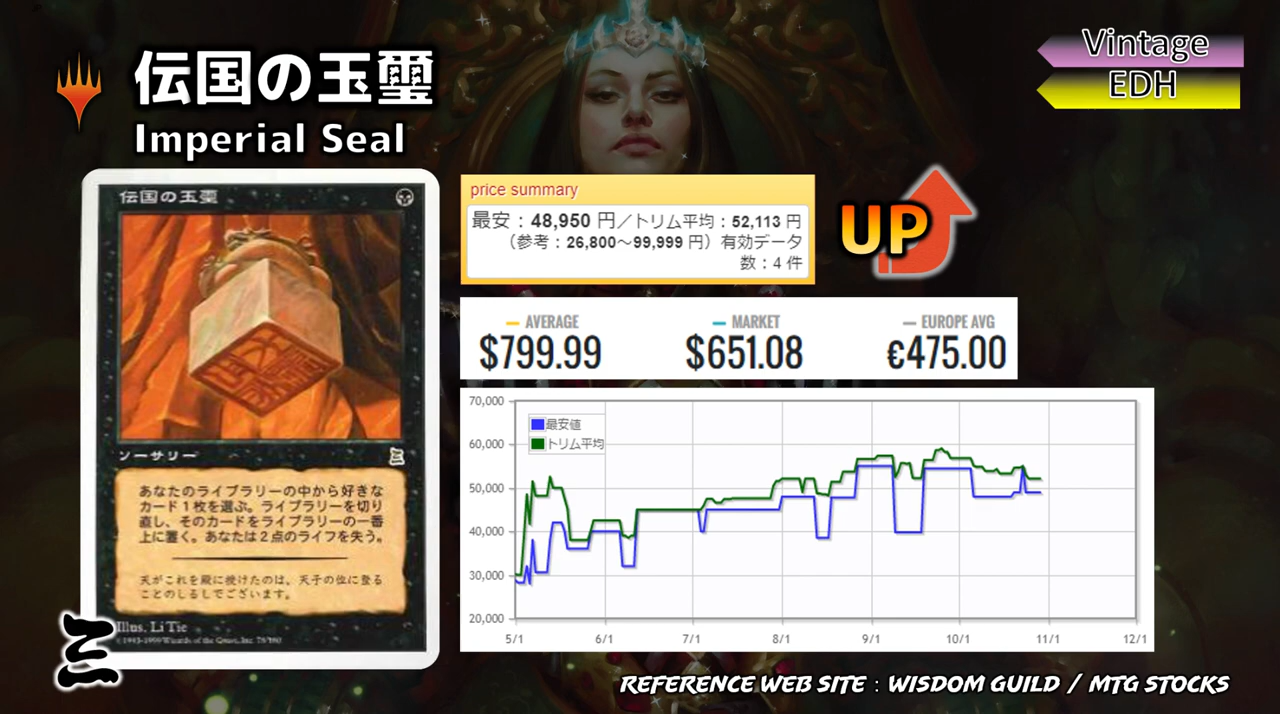 伝国の玉璽
Imperial Seal
Vintage
EDH
伝国の玉璽
ソーサリー
あなたのライブラリーの中から好きな
カード1枚を選ぶ。ライブラリーを切り
直し、そのカードをライブラリーの一番
上に置く。あなたは2点のライフを失う。
天がこれを殿に授けたのは、天子の位に登る
ことのしるしでございます。
Illus. Li Tie
三
price summary
最安：48,950 円／トリム平均：52,113 円
（参考：26,800～99,999 円）有効データ
数：4 件
UP
AVERAGE
$799.99
MARKET
$651.08
EUROPE AVG
€475.00
最安値
トリム平均
70,000
60,000
50,000
40,000
30,000
20,000
5/1 6/1 7/1 8/1 9/1 10/1 11/1 12/1
REFERENCE WEB SITE : WISDOM GUILD / MTG STOCKS